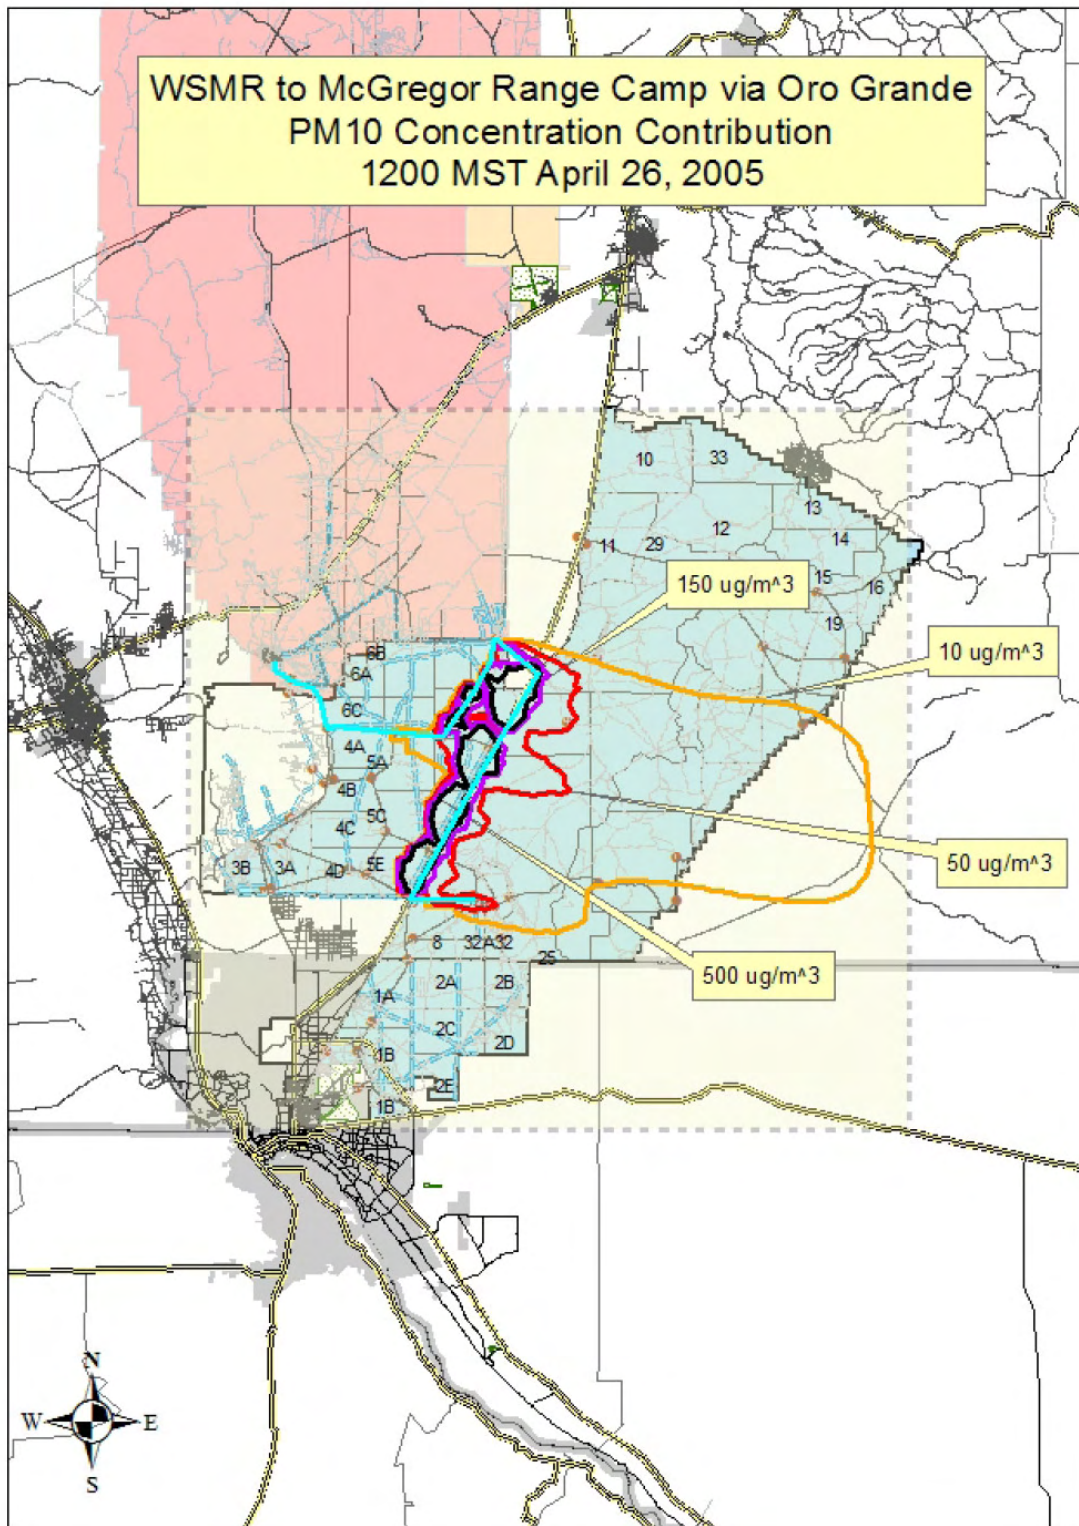 WSMR to McGregor Range Camp via Oro Grande
PM10 Concentration Contribution
1200 MST April 26, 2005
10
33
13
12
14
11
29
15
16
150 ug/m^3
19
10 ug/m^3
6B
6A
6C
4A
5A
4B
5C
4C
50 ug/m^3
3B
3A
4D
5E
8
32A
32
25
500 ug/m^3
2A
2B
1A
2C
2D
1B
2E
1B
N
W
E
S